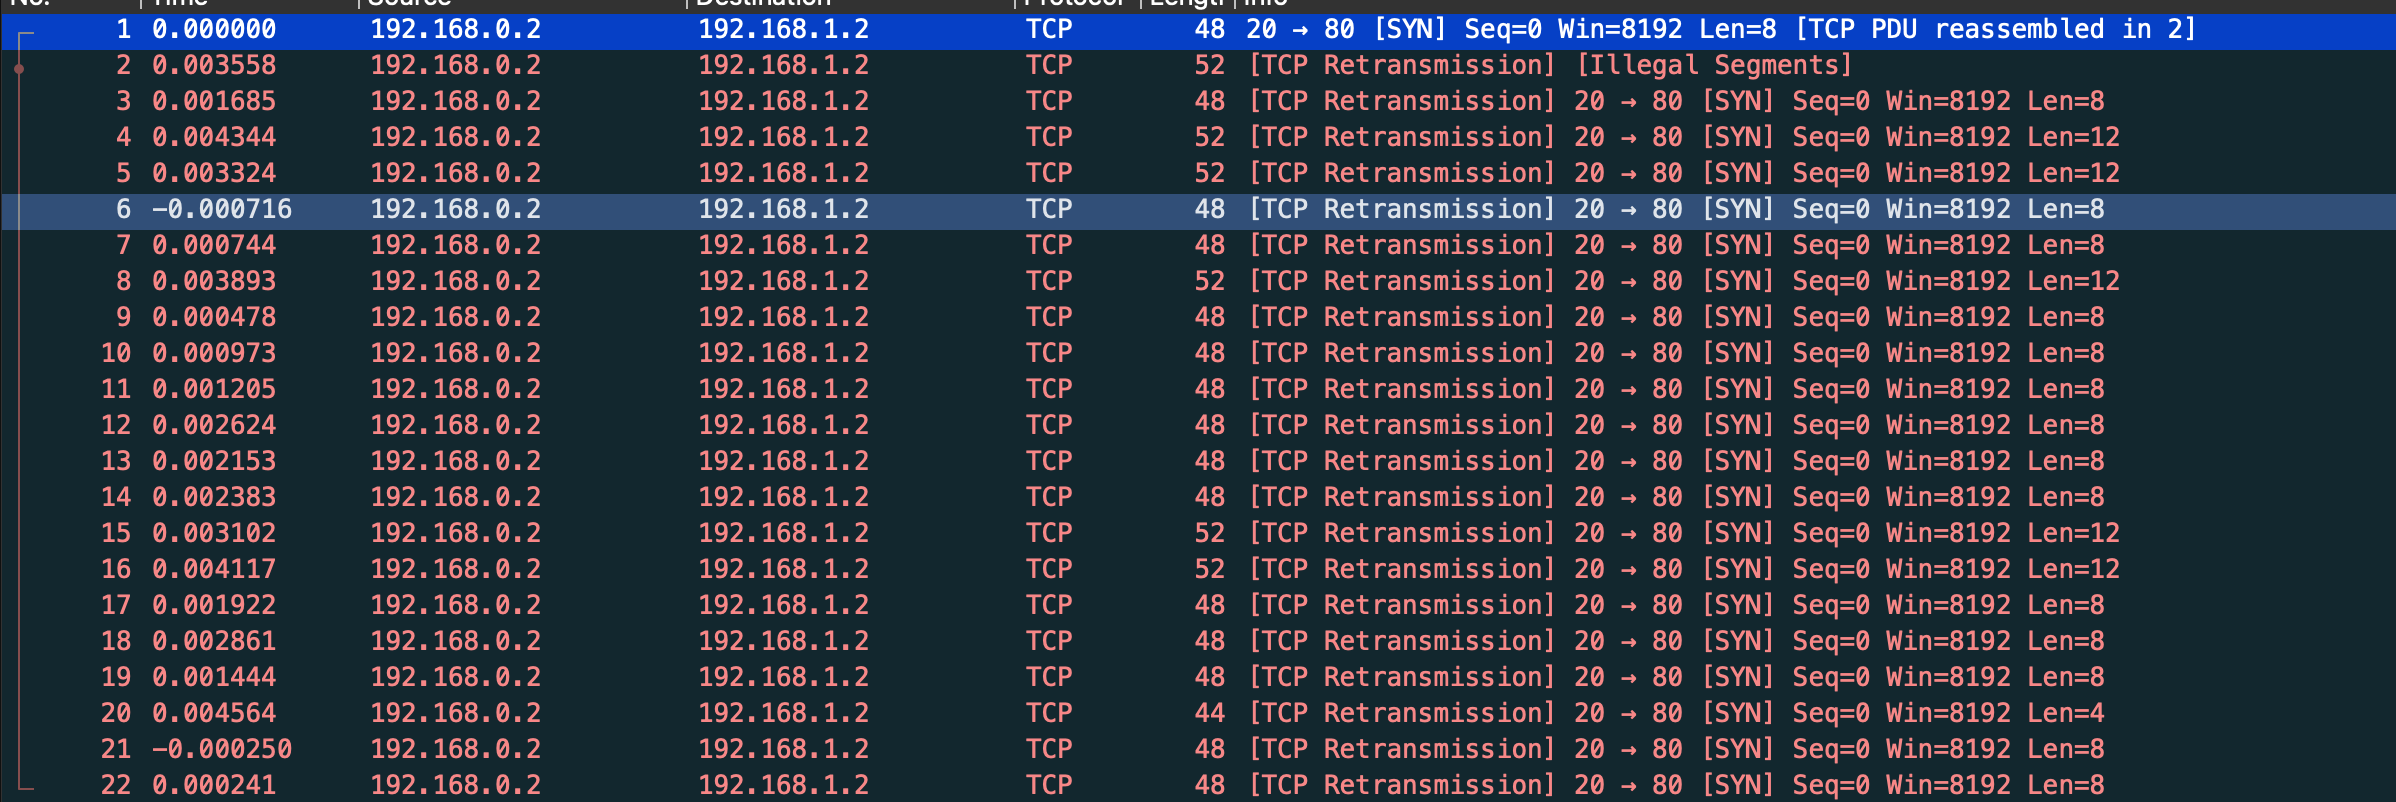 No. Time Source Destination Protocol Length Info
1 0.000000 192.168.0.2 192.168.1.2 TCP 48 20 → 80 [SYN] Seq=0 Win=8192 Len=8 [TCP PDU reassembled in 2]
2 0.003558 192.168.0.2 192.168.1.2 TCP 52 [TCP Retransmission] [Illegal Segments]
3 0.001685 192.168.0.2 192.168.1.2 TCP 48 [TCP Retransmission] 20 → 80 [SYN] Seq=0 Win=8192 Len=8
4 0.004344 192.168.0.2 192.168.1.2 TCP 52 [TCP Retransmission] 20 → 80 [SYN] Seq=0 Win=8192 Len=12
5 0.003324 192.168.0.2 192.168.1.2 TCP 52 [TCP Retransmission] 20 → 80 [SYN] Seq=0 Win=8192 Len=12
6 −0.000716 192.168.0.2 192.168.1.2 TCP 48 [TCP Retransmission] 20 → 80 [SYN] Seq=0 Win=8192 Len=8
7 0.000744 192.168.0.2 192.168.1.2 TCP 48 [TCP Retransmission] 20 → 80 [SYN] Seq=0 Win=8192 Len=8
8 0.003893 192.168.0.2 192.168.1.2 TCP 52 [TCP Retransmission] 20 → 80 [SYN] Seq=0 Win=8192 Len=12
9 0.000478 192.168.0.2 192.168.1.2 TCP 48 [TCP Retransmission] 20 → 80 [SYN] Seq=0 Win=8192 Len=8
10 0.000973 192.168.0.2 192.168.1.2 TCP 48 [TCP Retransmission] 20 → 80 [SYN] Seq=0 Win=8192 Len=8
11 0.001205 192.168.0.2 192.168.1.2 TCP 48 [TCP Retransmission] 20 → 80 [SYN] Seq=0 Win=8192 Len=8
12 0.002624 192.168.0.2 192.168.1.2 TCP 48 [TCP Retransmission] 20 → 80 [SYN] Seq=0 Win=8192 Len=8
13 0.002153 192.168.0.2 192.168.1.2 TCP 48 [TCP Retransmission] 20 → 80 [SYN] Seq=0 Win=8192 Len=8
14 0.002383 192.168.0.2 192.168.1.2 TCP 48 [TCP Retransmission] 20 → 80 [SYN] Seq=0 Win=8192 Len=8
15 0.003102 192.168.0.2 192.168.1.2 TCP 52 [TCP Retransmission] 20 → 80 [SYN] Seq=0 Win=8192 Len=12
16 0.004117 192.168.0.2 192.168.1.2 TCP 52 [TCP Retransmission] 20 → 80 [SYN] Seq=0 Win=8192 Len=12
17 0.001922 192.168.0.2 192.168.1.2 TCP 48 [TCP Retransmission] 20 → 80 [SYN] Seq=0 Win=8192 Len=8
18 0.002861 192.168.0.2 192.168.1.2 TCP 48 [TCP Retransmission] 20 → 80 [SYN] Seq=0 Win=8192 Len=8
19 0.001444 192.168.0.2 192.168.1.2 TCP 48 [TCP Retransmission] 20 → 80 [SYN] Seq=0 Win=8192 Len=8
20 0.004564 192.168.0.2 192.168.1.2 TCP 44 [TCP Retransmission] 20 → 80 [SYN] Seq=0 Win=8192 Len=4
21 −0.000250 192.168.0.2 192.168.1.2 TCP 48 [TCP Retransmission] 20 → 80 [SYN] Seq=0 Win=8192 Len=8
22 0.000241 192.168.0.2 192.168.1.2 TCP 48 [TCP Retransmission] 20 → 80 [SYN] Seq=0 Win=8192 Len=8